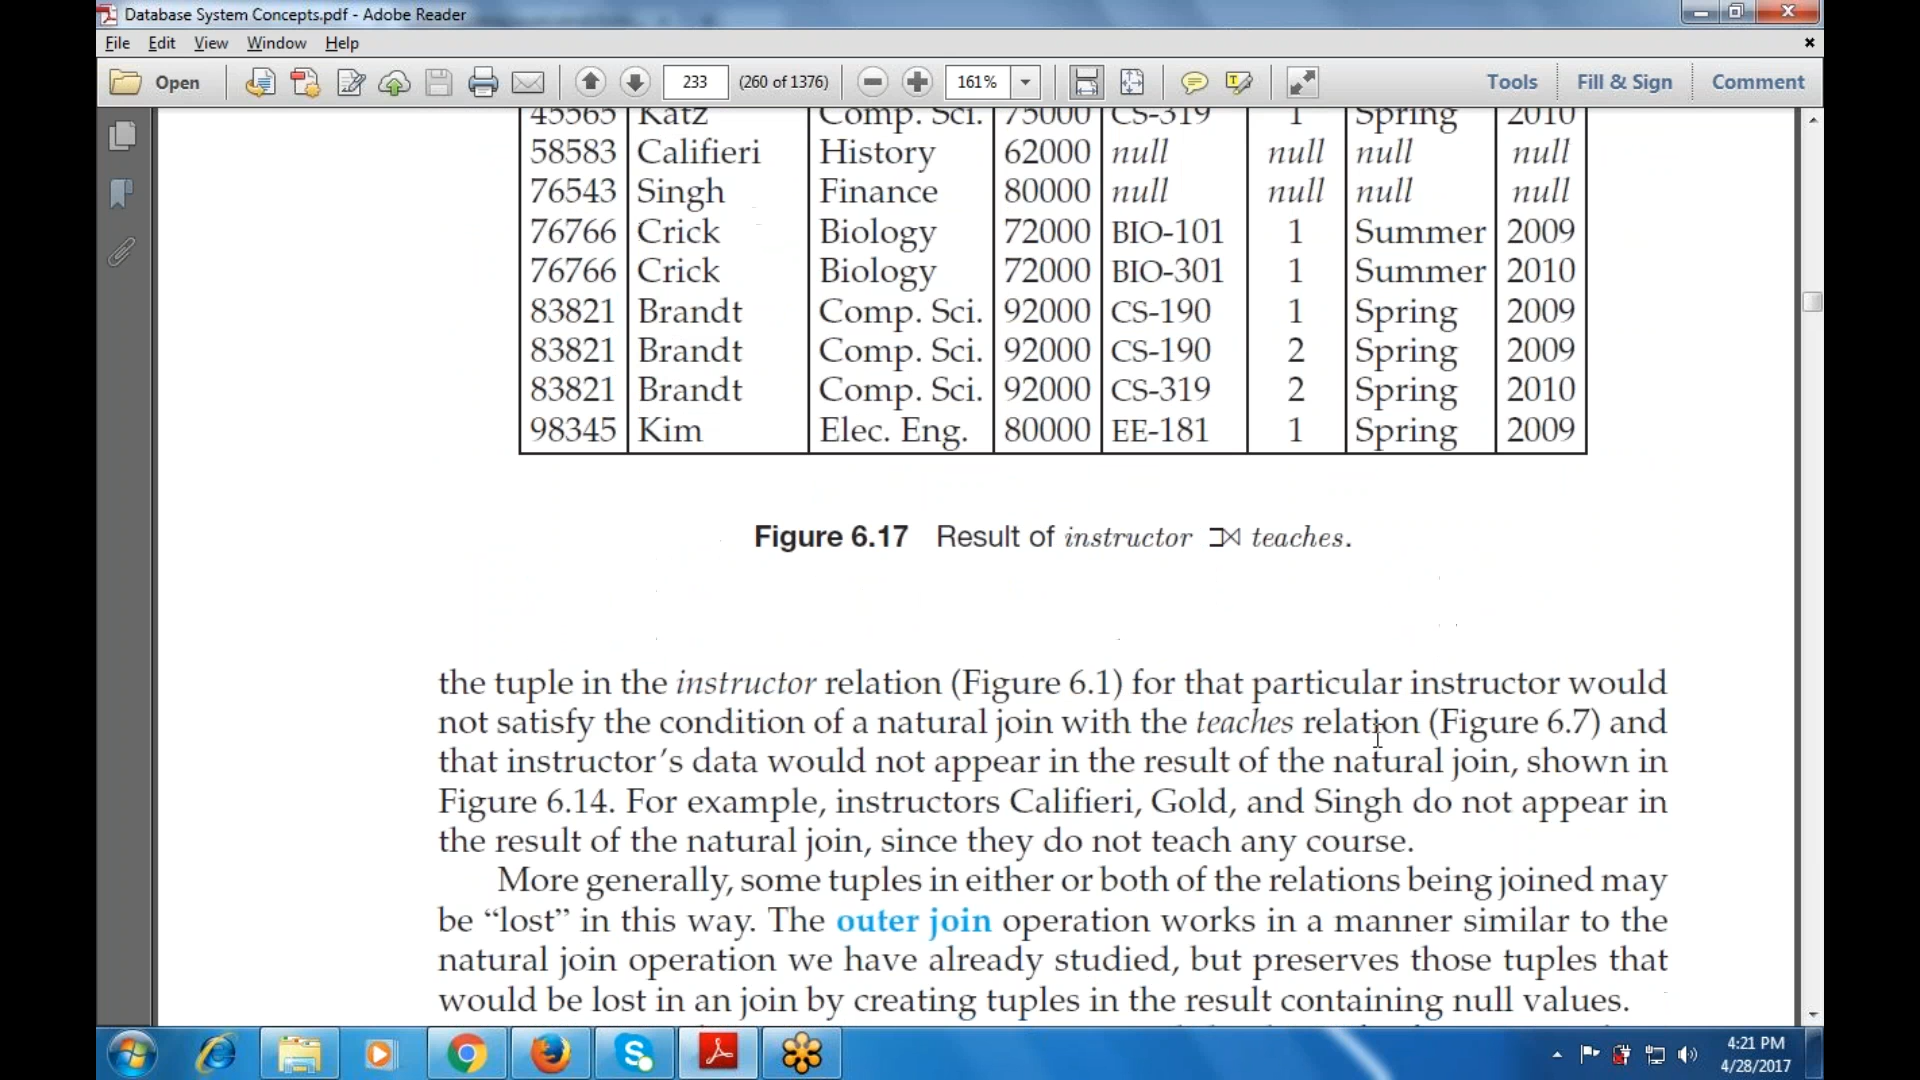 Database System Concepts.pdf - Adobe Reader
File Edit View Window Help
Open 233 (260 of 1376) 161% Tools Fill & Sign Comment
45565 Katz Comp. Sci. 75000 CS-319 1 Spring 2010
58583 Califieri History 62000 null null null null
76543 Singh Finance 80000 null null null null
76766 Crick Biology 72000 BIO-101 1 Summer 2009
76766 Crick Biology 72000 BIO-301 1 Summer 2010
83821 Brandt Comp. Sci. 92000 CS-190 1 Spring 2009
83821 Brandt Comp. Sci. 92000 CS-190 2 Spring 2009
83821 Brandt Comp. Sci. 92000 CS-319 2 Spring 2010
98345 Kim Elec. Eng. 80000 EE-181 1 Spring 2009
Figure 6.17 Result of instructor ⟕ teaches.
the tuple in the instructor relation (Figure 6.1) for that particular instructor would
not satisfy the condition of a natural join with the teaches relation (Figure 6.7) and
that instructor's data would not appear in the result of the natural join, shown in
Figure 6.14. For example, instructors Califieri, Gold, and Singh do not appear in
the result of the natural join, since they do not teach any course.
More generally, some tuples in either or both of the relations being joined may
be “lost” in this way. The outer join operation works in a manner similar to the
natural join operation we have already studied, but preserves those tuples that
would be lost in an join by creating tuples in the result containing null values.
4:21 PM
4/28/2017